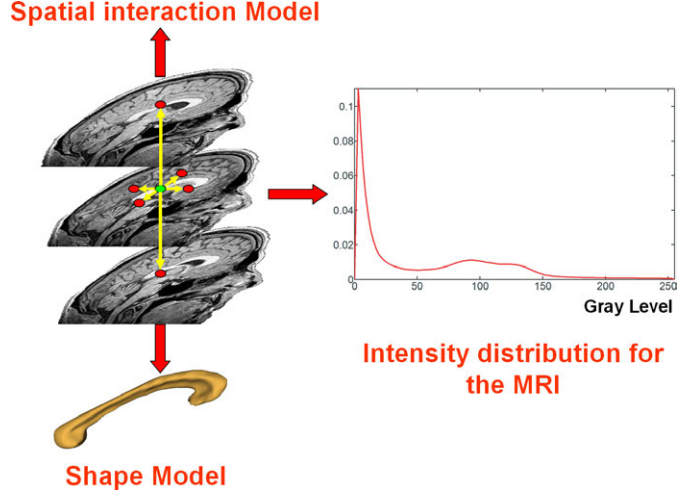 Spatial interaction Model
0.1
0.08
0.06
0.04
0.02
0
0 50 100 150 200 250
Gray Level
Intensity distribution for
the MRI
Shape Model